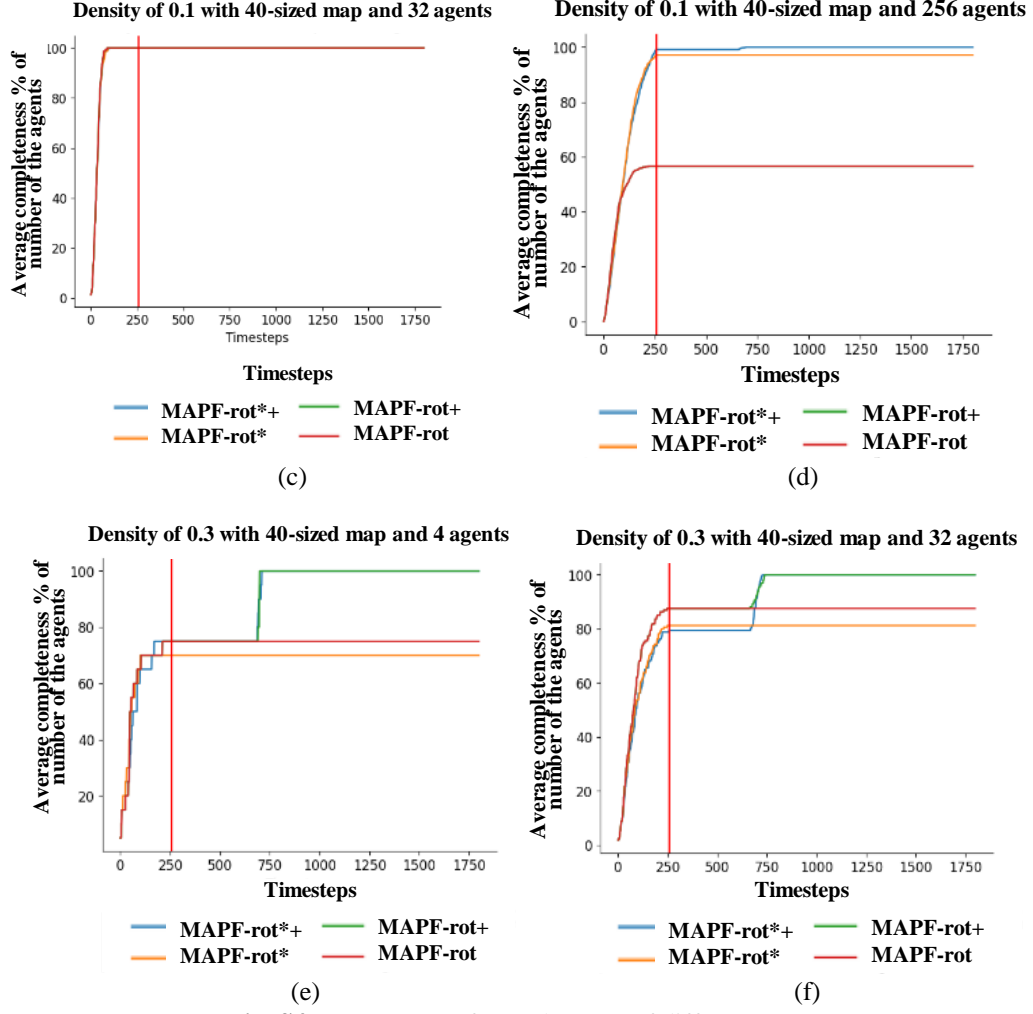 Density of 0.1 with 40-sized map and 32 agents
Average completeness % of
number of the agents
100
80
60
40
20
0
0 250 500 750 1000 1250 1500 1750
Timesteps
Timesteps
MAPF-rot*+ MAPF-rot+
MAPF-rot* MAPF-rot
(c)
Density of 0.1 with 40-sized map and 256 agents
Average completeness % of
number of the agents
100
80
60
40
20
0
0 250 500 750 1000 1250 1500 1750
Timesteps
MAPF-rot*+ MAPF-rot+
MAPF-rot* MAPF-rot
(d)
Density of 0.3 with 40-sized map and 4 agents
Average completeness % of
number of the agents
100
80
60
40
20
0 250 500 750 1000 1250 1500 1750
Timesteps
MAPF-rot*+ MAPF-rot+
MAPF-rot* MAPF-rot
(e)
Density of 0.3 with 40-sized map and 32 agents
Average completeness % of
number of the agents
100
80
60
40
20
0
0 250 500 750 1000 1250 1500 1750
Timesteps
MAPF-rot*+ MAPF-rot+
MAPF-rot* MAPF-rot
(f)